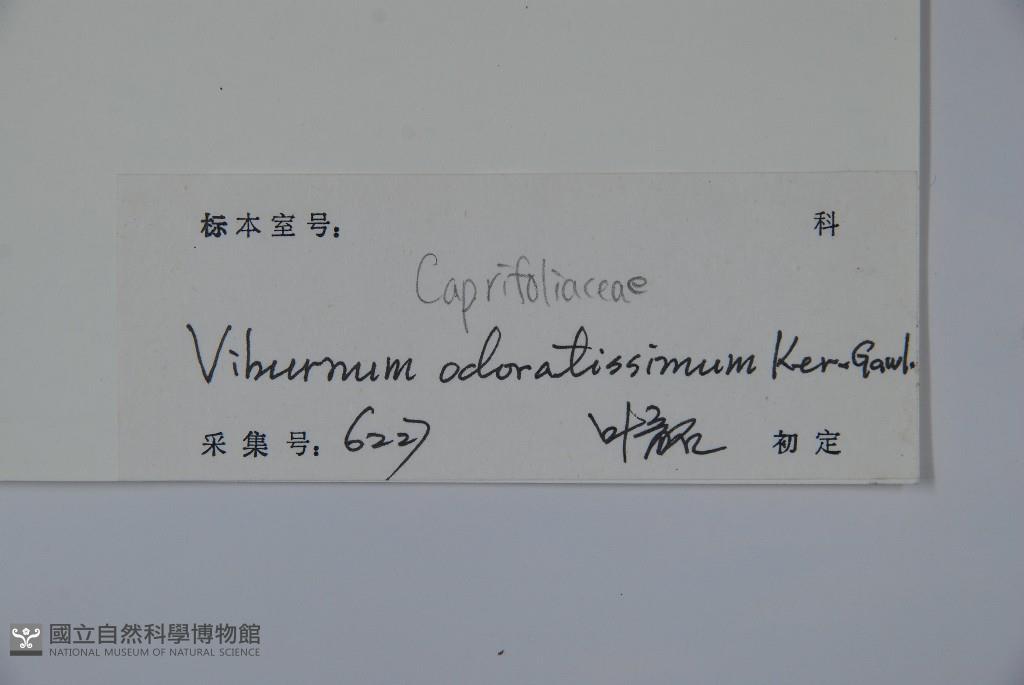 标本室号: 科
Caprifoliaceae
Viburnum odoratissimum Ker-Gawl.
采集号: 6227 叶 初定
國立自然科學博物館
NATIONAL MUSEUM OF NATURAL SCIENCE